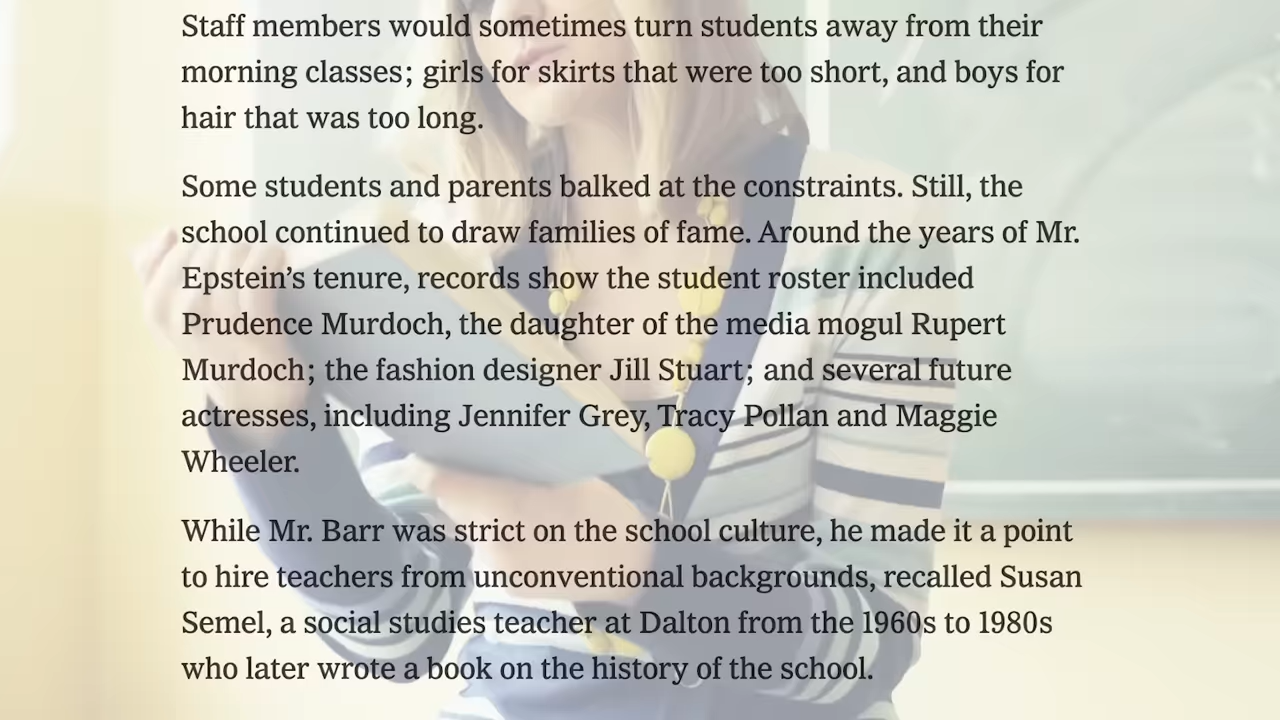 Staff members would sometimes turn students away from their
morning classes; girls for skirts that were too short, and boys for
hair that was too long.
Some students and parents balked at the constraints. Still, the
school continued to draw families of fame. Around the years of Mr.
Epstein’s tenure, records show the student roster included
Prudence Murdoch, the daughter of the media mogul Rupert
Murdoch; the fashion designer Jill Stuart; and several future
actresses, including Jennifer Grey, Tracy Pollan and Maggie
Wheeler.
While Mr. Barr was strict on the school culture, he made it a point
to hire teachers from unconventional backgrounds, recalled Susan
Semel, a social studies teacher at Dalton from the 1960s to 1980s
who later wrote a book on the history of the school.